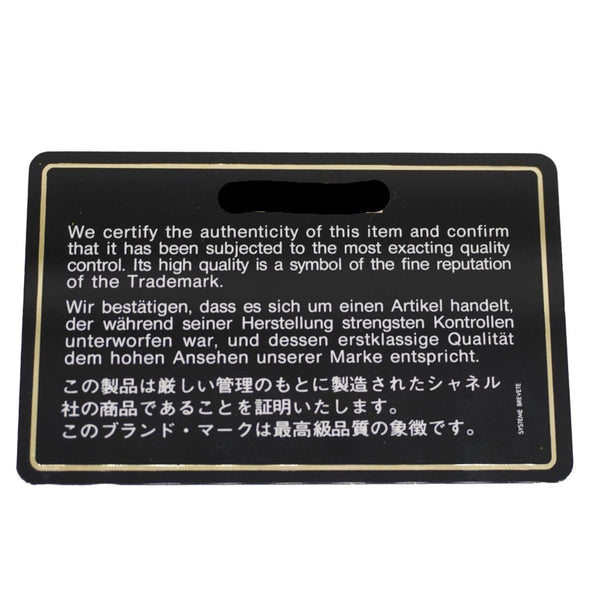 We certify the authenticity of this item and confirm
that it has been subjected to the most exacting quality
control. Its high quality is a symbol of the fine reputation
of the Trademark.
Wir bestätigen, dass es sich um einen Artikel handelt,
der während seiner Herstellung strengsten Kontrollen
unterworfen war, und dessen erstklassige Qualität
dem hohen Ansehen unserer Marke entspricht.
この製品は厳しい管理のもとに製造されたシャネル
社の商品であることを証明いたします。
このブランド・マークは最高級品質の象徴です。
SYSTEME BREVETE